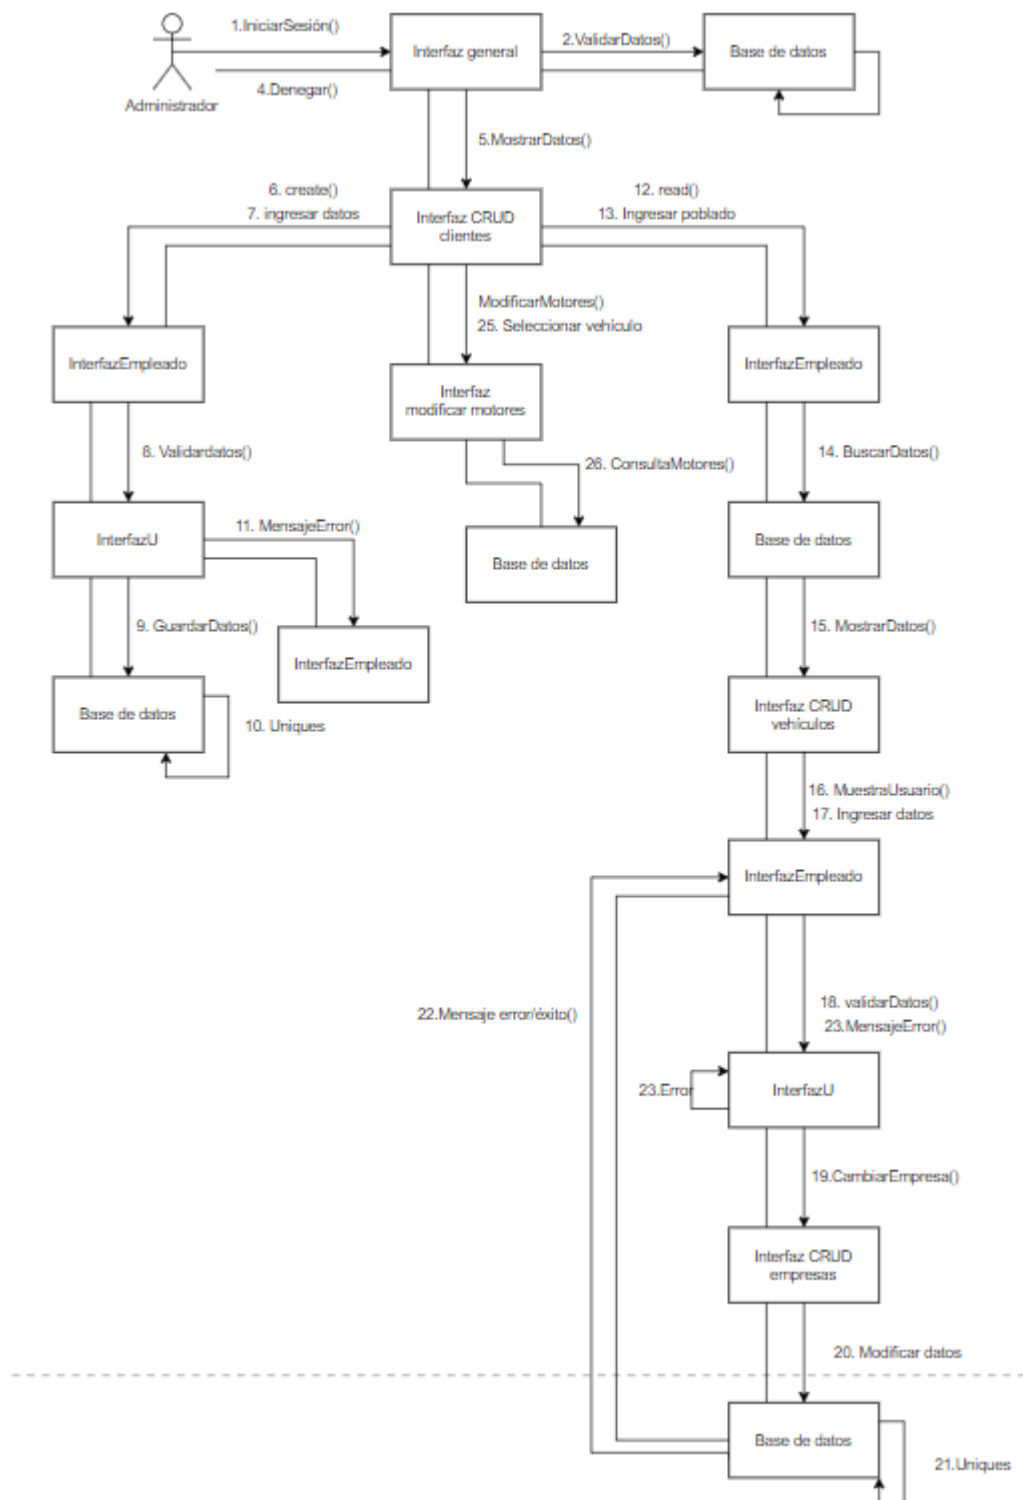 1.IniciarSesión()
Interfaz general
2.ValidarDatos()
Base de datos
4.Denegar()
Administrador
5.MostrarDatos()
6. create()
7. ingresar datos
Interfaz CRUD
clientes
12. read()
13. Ingresar poblado
ModificarMotores()
25. Seleccionar vehículo
InterfazEmpleado
Interfaz
modificar motores
InterfazEmpleado
8. Validardatos()
26. ConsultaMotores()
14. BuscarDatos()
InterfazU
11. MensajeError()
Base de datos
Base de datos
9. GuardarDatos()
15. MostrarDatos()
InterfazEmpleado
Base de datos
10. Uniques
Interfaz CRUD
vehículos
16. MuestraUsuario()
17. Ingresar datos
InterfazEmpleado
22.Mensaje error/éxito()
18. validarDatos()
23.MensajeError()
23.Error
InterfazU
19.CambiarEmpresa()
Interfaz CRUD
empresas
20. Modificar datos
Base de datos
21.Uniques